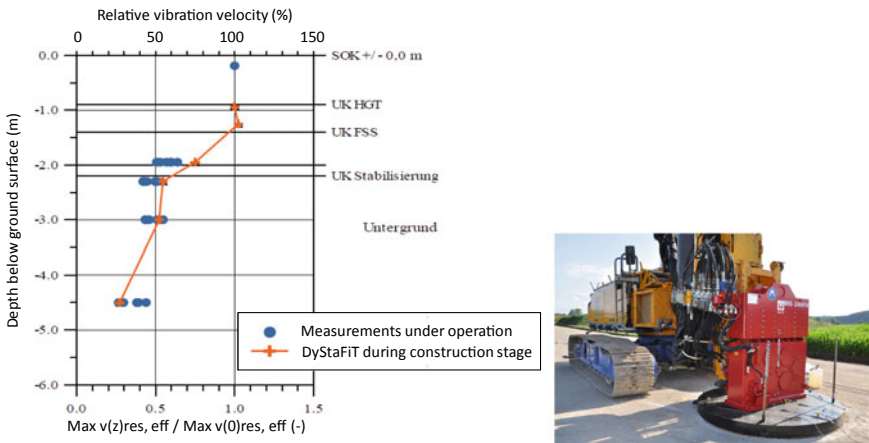 Relative vibration velocity (%)
0 50 100 150
0.0 SOK +/- 0,0 m
UK HGT
-1.0
UK FSS
-2.0
UK Stabilisierung
-3.0 Untergrund
-4.0
-5.0
-6.0
Depth below ground surface (m)
Measurements under operation
DyStaFiT during construction stage
0.0 0.5 1.0 1.5
Max v(z)res, eff / Max v(0)res, eff (-)